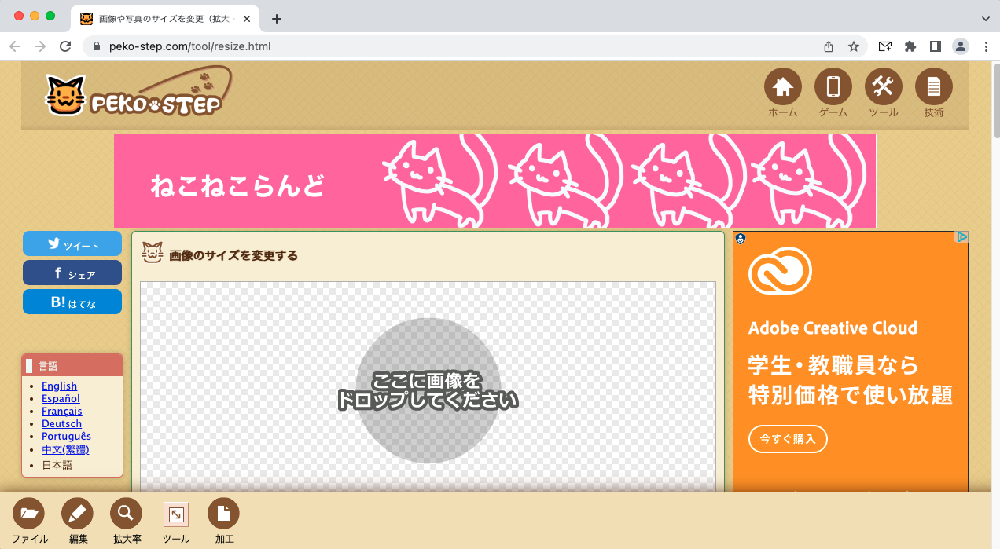 画像や写真のサイズを変更（拡大
peko-step.com/tool/resize.html
PEKO STEP
ホーム
ゲーム
ツール
技術
ねこねこらんど
ツイート
f シェア
B! はてな
言語
English
Español
Français
Deutsch
Português
中文(繁體)
日本語
画像のサイズを変更する
ここに画像を
ドロップしてください
Adobe Creative Cloud
学生・教職員なら
特別価格で使い放題
今すぐ購入
ファイル
編集
拡大率
ツール
加工